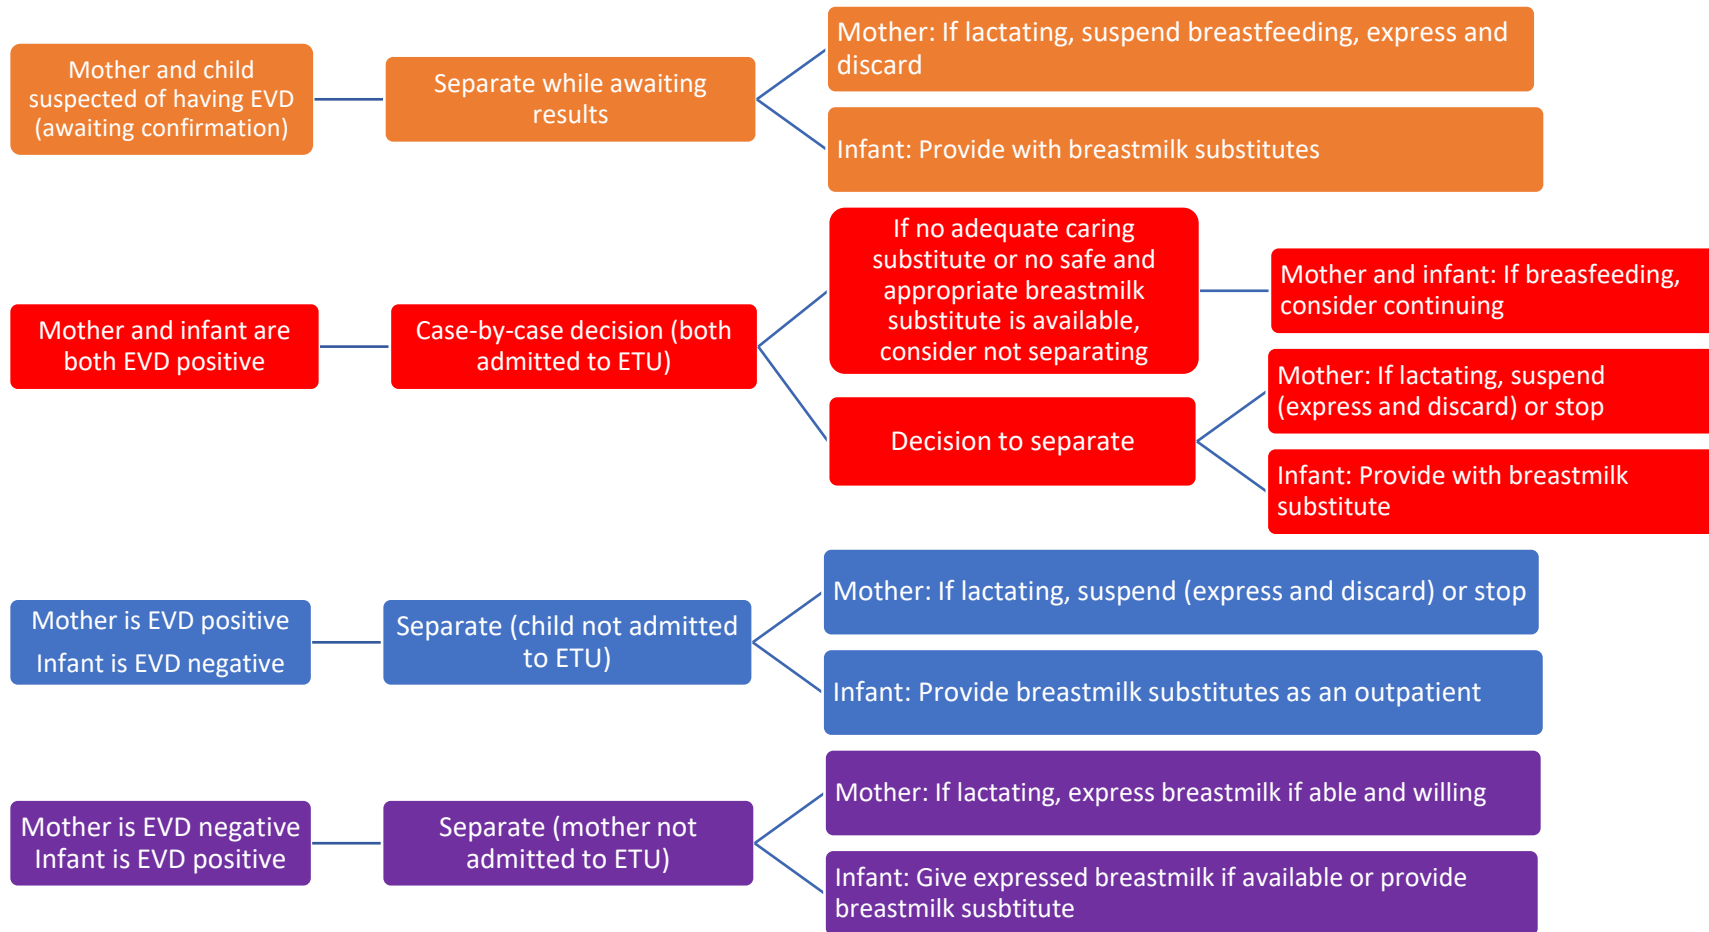 Mother and child
suspected of having EVD
(awaiting confirmation)
Separate while awaiting
results
Mother: If lactating, suspend breastfeeding, express and
discard
Infant: Provide with breastmilk substitutes
Mother and infant are
both EVD positive
Case-by-case decision (both
admitted to ETU)
If no adequate caring
substitute or no safe and
appropriate breastmilk
substitute is available,
consider not separating
Mother and infant: If breasfeeding,
consider continuing
Decision to separate
Mother: If lactating, suspend
(express and discard) or stop
Infant: Provide with breastmilk
substitute
Mother is EVD positive
Infant is EVD negative
Separate (child not admitted
to ETU)
Mother: If lactating, suspend (express and discard) or stop
Infant: Provide breastmilk substitutes as an outpatient
Mother is EVD negative
Infant is EVD positive
Separate (mother not
admitted to ETU)
Mother: If lactating, express breastmilk if able and willing
Infant: Give expressed breastmilk if available or provide
breastmilk susbtitute